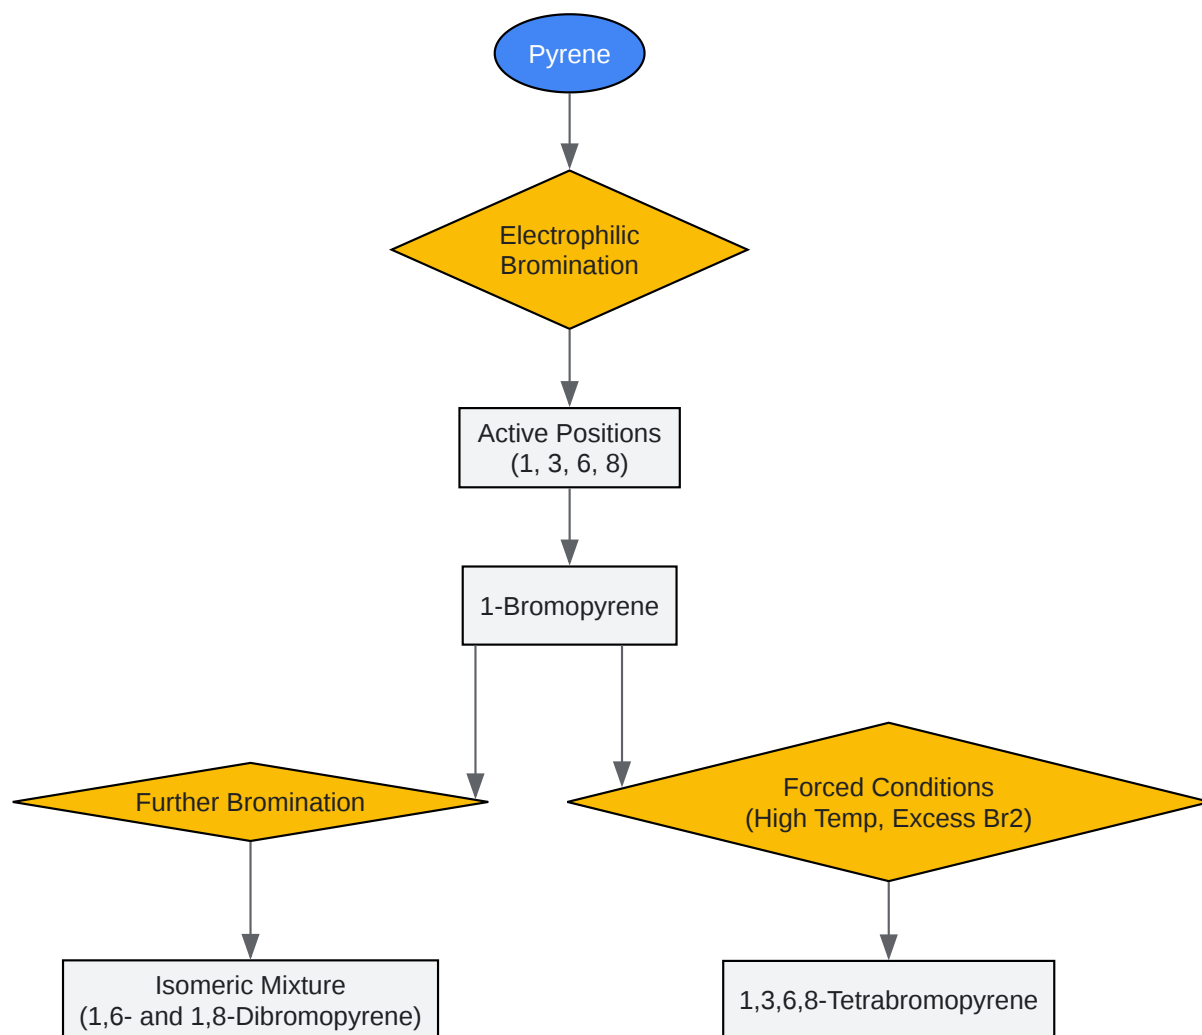 Pyrene
Electrophilic
Bromination
Active Positions
(1, 3, 6, 8)
1-Bromopyrene
Further Bromination
Forced Conditions
(High Temp, Excess Br2)
Isomeric Mixture
(1,6- and 1,8-Dibromopyrene)
1,3,6,8-Tetrabromopyrene